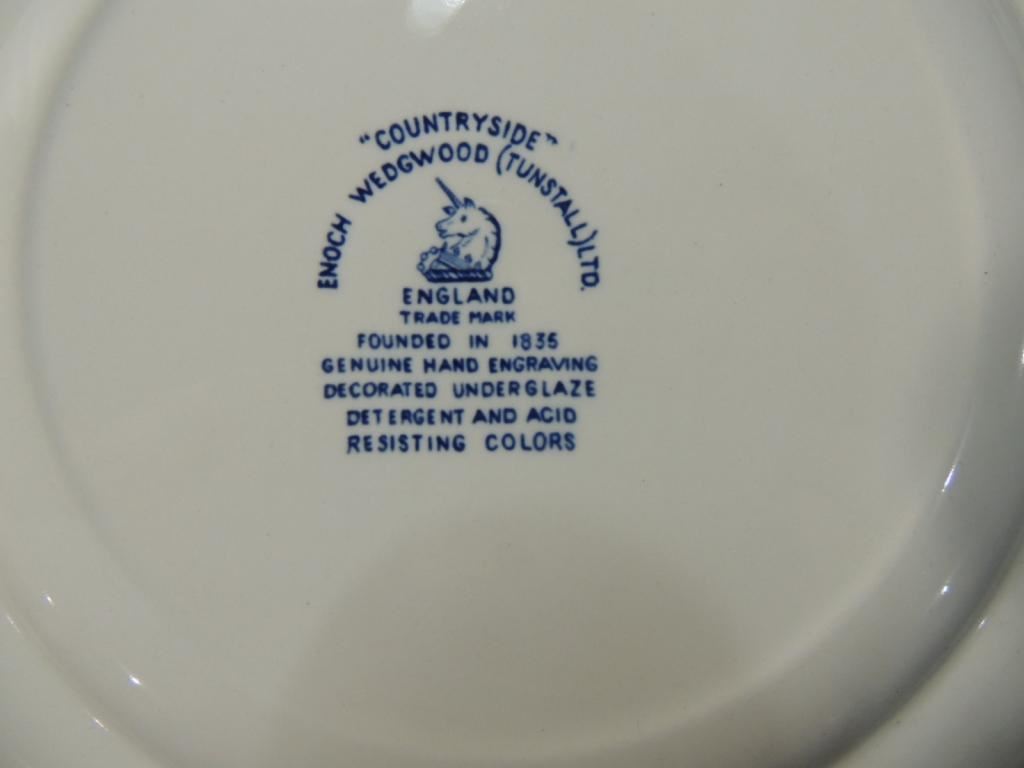 "COUNTRYSIDE"
ENOCH WEDGWOOD (TUNSTALL) LTD.
ENGLAND
TRADE MARK
FOUNDED IN 1835
GENUINE HAND ENGRAVING
DECORATED UNDERGLAZE
DETERGENT AND ACID
RESISTING COLORS